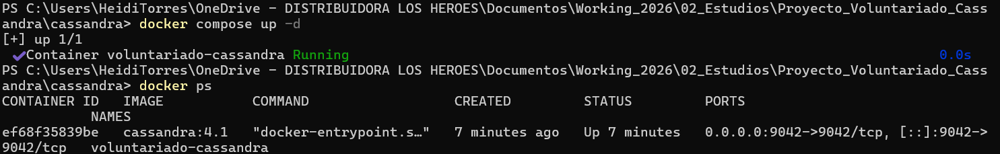 PS C:\Users\HeidiTorres\OneDrive - DISTRIBUIDORA LOS HEROES\Documentos\Working_2026\02_Estudios\Proyecto_Voluntariado_Cass
andra\cassandra> docker compose up -d
[+] up 1/1
✔Container voluntariado-cassandra Running 0.0s
PS C:\Users\HeidiTorres\OneDrive - DISTRIBUIDORA LOS HEROES\Documentos\Working_2026\02_Estudios\Proyecto_Voluntariado_Cass
andra\cassandra> docker ps
CONTAINER ID   IMAGE           COMMAND                  CREATED         STATUS         PORTS
           NAMES
ef68f35839be   cassandra:4.1   "docker-entrypoint.s…"   7 minutes ago   Up 7 minutes   0.0.0.0:9042->9042/tcp, [::]:9042->
9042/tcp   voluntariado-cassandra